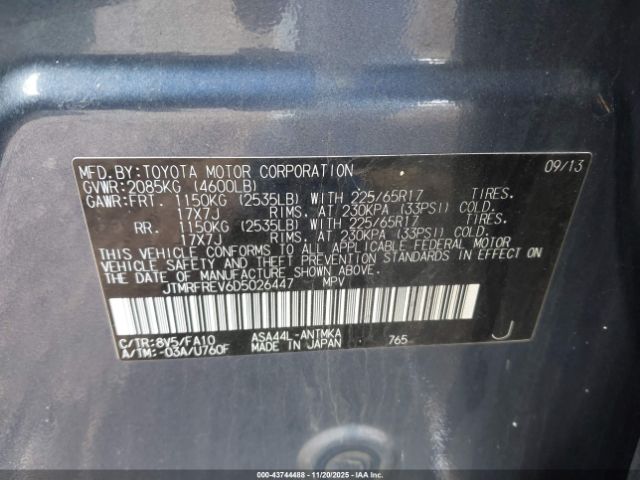 MFD.BY:TOYOTA MOTOR CORPORATION 09/13
GVWR:2085KG (4600LB)
GAWR:FRT. 1150KG (2535LB) WITH 225/65R17 TIRES,
17X7J RIMS, AT 230KPA (33PSI) COLD.
RR. 1150KG (2535LB) WITH 225/65R17 TIRES,
17X7J RIMS, AT 230KPA (33PSI) COLD.
THIS VEHICLE CONFORMS TO ALL APPLICABLE FEDERAL MOTOR
VEHICLE SAFETY AND THEFT PREVENTION STANDARDS IN EFFECT ON
THE DATE OF MANUFACTURE SHOWN ABOVE.
JTMRFREV6D5026447 MPV
C/TR:8V5/FA10 ASA44L-ANTMKA 765 J
A/TM:-03A/U760F MADE IN JAPAN
000-43744488 - 11/20/2025 - IAAI.COM